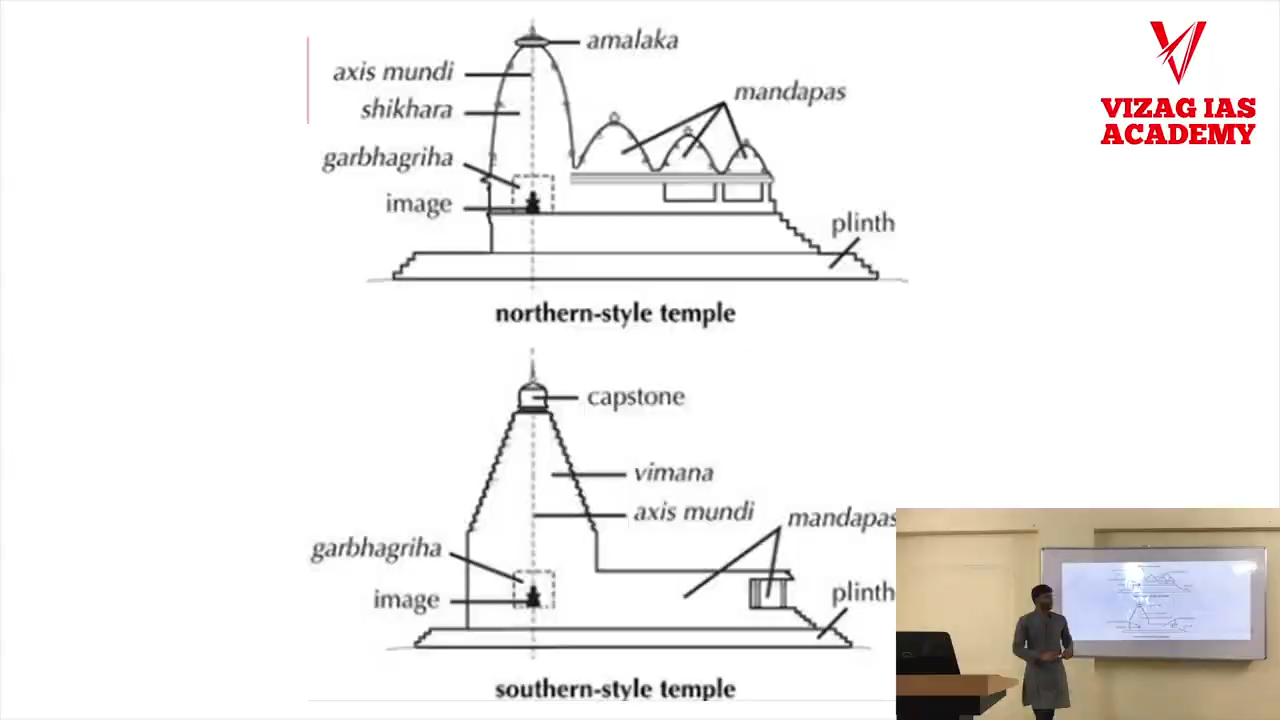 amalaka
axis mundi
shikhara
mandapas
garbhagriha
image
plinth
northern-style temple
capstone
vimana
axis mundi
mandapas
garbhagriha
image
plinth
southern-style temple
VIZAG IAS
ACADEMY